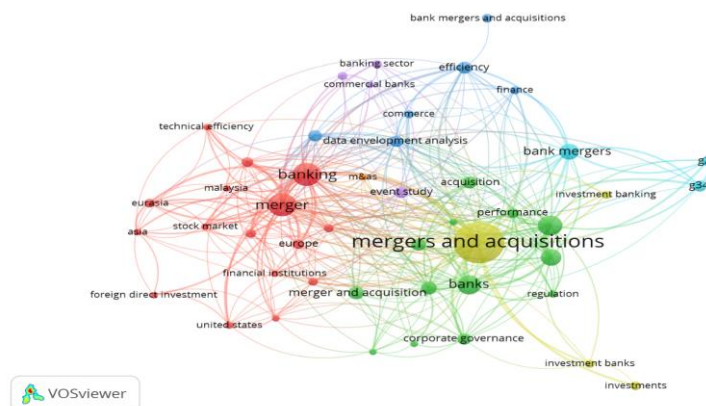 bank mergers and acquisitions
banking sector
efficiency
commercial banks
finance
commerce
technical efficiency
data envelopment analysis
bank mergers
banking
m&as
acquisition
g34
malaysia
event study
investment banking
eurasia
merger
performance
stock market
asia
europe
mergers and acquisitions
financial institutions
banks
foreign direct investment
merger and acquisition
regulation
united states
corporate governance
investment banks
investments
VOSviewer